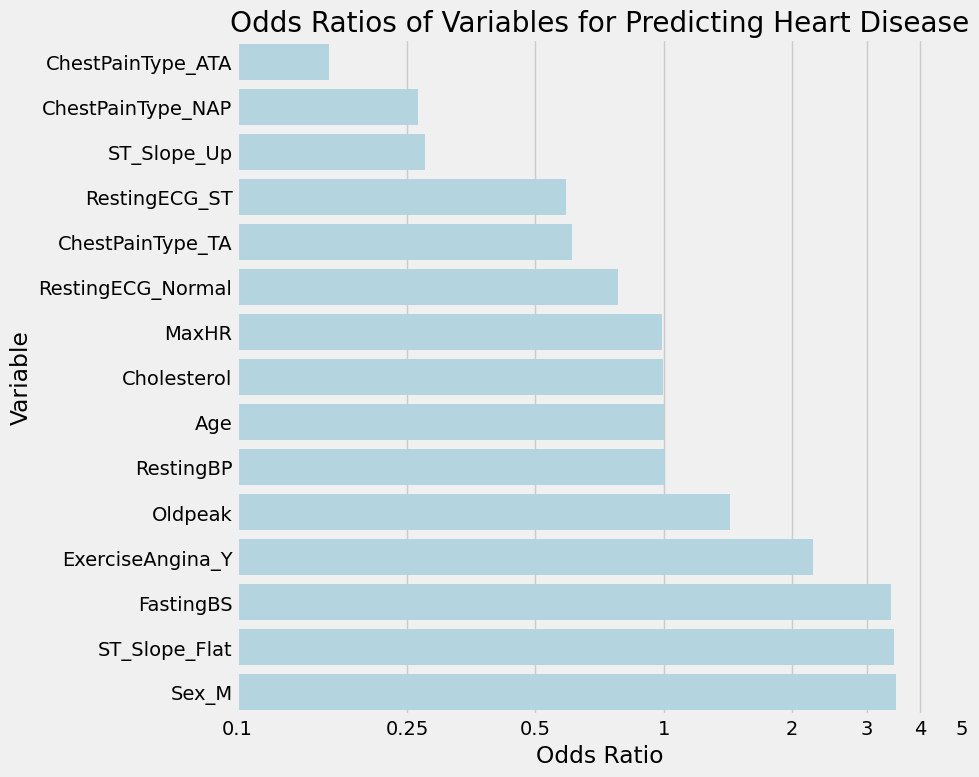 Odds Ratios of Variables for Predicting Heart Disease
ChestPainType_ATA
ChestPainType_NAP
ST_Slope_Up
RestingECG_ST
ChestPainType_TA
RestingECG_Normal
MaxHR
Cholesterol
Age
RestingBP
Oldpeak
ExerciseAngina_Y
FastingBS
ST_Slope_Flat
Sex_M
Variable
0.1 0.25 0.5 1 2 3 4 5
Odds Ratio